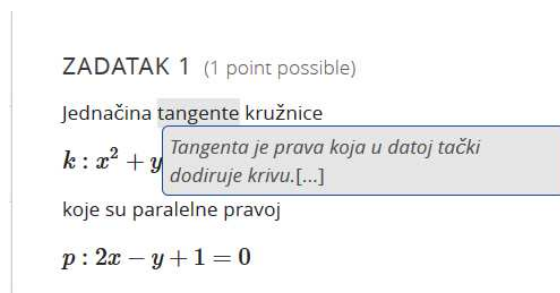 ZADATAK 1 (1 point possible)
Jednačina tangente kružnice
k : x² + y
Tangenta je prava koja u datoj tački
dodiruje krivu.[...]
koje su paralelne pravoj
p : 2x − y + 1 = 0